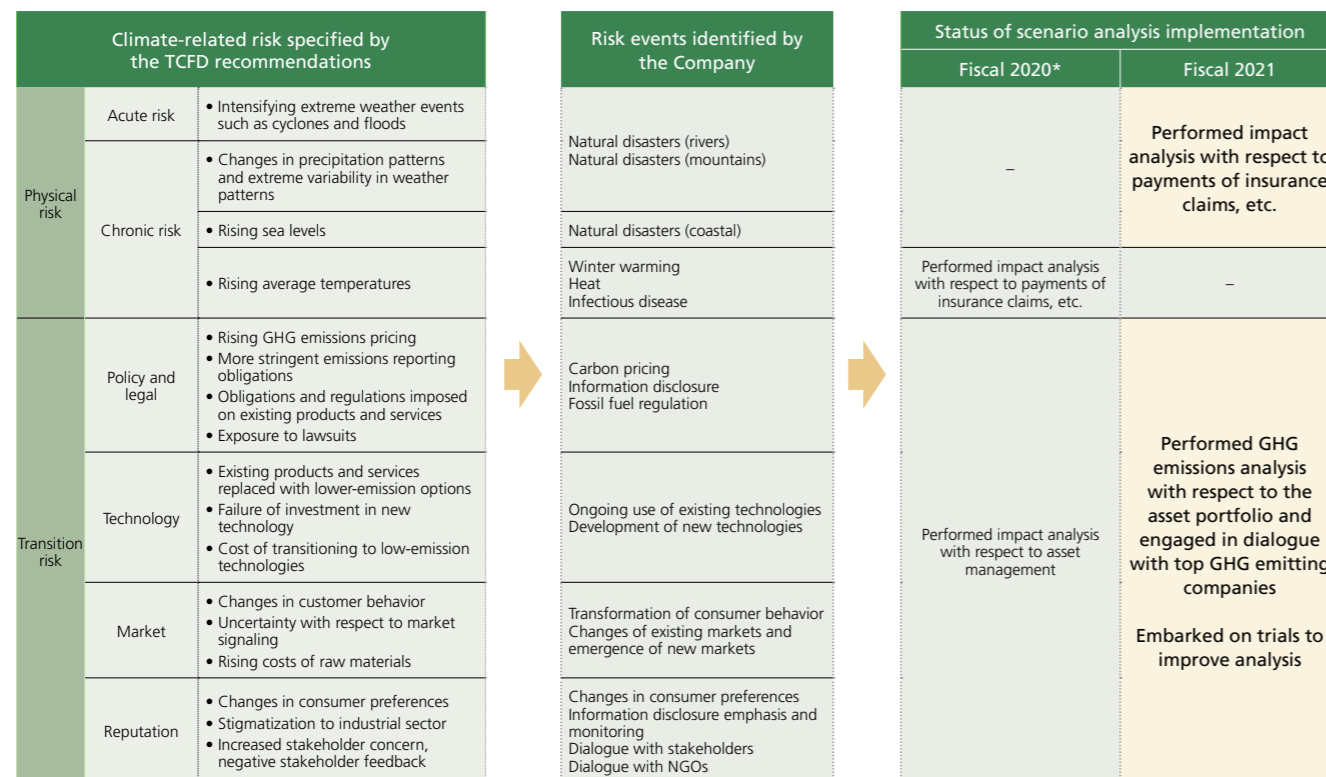 Climate-related risk specified by
the TCFD recommendations
Risk events identified by
the Company
Status of scenario analysis implementation
Fiscal 2020*
Fiscal 2021
Physical
risk
Acute risk
• Intensifying extreme weather events
such as cyclones and floods
Chronic risk
• Changes in precipitation patterns
and extreme variability in weather
patterns
• Rising sea levels
• Rising average temperatures
Natural disasters (rivers)
Natural disasters (mountains)
Natural disasters (coastal)
Winter warming
Heat
Infectious disease
–
Performed impact
analysis with respect to
payments of insurance
claims, etc.
Performed impact analysis
with respect to payments of
insurance claims, etc.
–
Transition
risk
Policy and
legal
• Rising GHG emissions pricing
• More stringent emissions reporting
obligations
• Obligations and regulations imposed
on existing products and services
• Exposure to lawsuits
Carbon pricing
Information disclosure
Fossil fuel regulation
Technology
• Existing products and services
replaced with lower-emission options
• Failure of investment in new
technology
• Cost of transitioning to low-emission
technologies
Ongoing use of existing technologies
Development of new technologies
Market
• Changes in customer behavior
• Uncertainty with respect to market
signaling
• Rising costs of raw materials
Transformation of consumer behavior
Changes of existing markets and
emergence of new markets
Reputation
• Changes in consumer preferences
• Stigmatization to industrial sector
• Increased stakeholder concern,
negative stakeholder feedback
Changes in consumer preferences
Information disclosure emphasis and
monitoring
Dialogue with stakeholders
Dialogue with NGOs
Performed impact analysis
with respect to asset
management
Performed GHG
emissions analysis
with respect to the
asset portfolio and
engaged in dialogue
with top GHG emitting
companies
Embarked on trials to
improve analysis